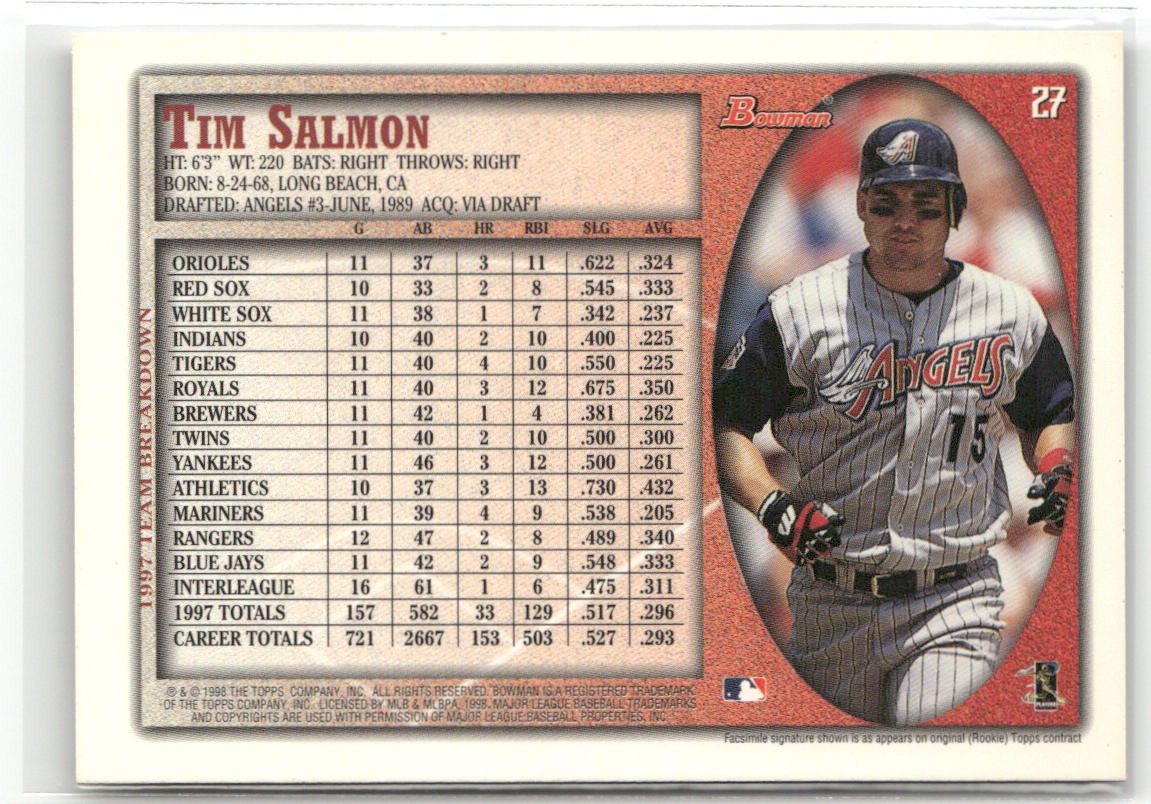 Bowman®
27
TIM SALMON
HT: 6'3" WT: 220 BATS: RIGHT THROWS: RIGHT
BORN: 8-24-68, LONG BEACH, CA
DRAFTED: ANGELS #3-JUNE, 1989 ACQ: VIA DRAFT
G AB HR RBI SLG AVG
ORIOLES 11 37 3 11 .622 .324
RED SOX 10 33 2 8 .545 .333
WHITE SOX 11 38 1 7 .342 .237
INDIANS 10 40 2 10 .400 .225
TIGERS 11 40 4 10 .550 .225
ROYALS 11 40 3 12 .675 .350
BREWERS 11 42 1 4 .381 .262
TWINS 11 40 2 10 .500 .300
YANKEES 11 46 3 12 .500 .261
ATHLETICS 10 37 3 13 .730 .432
MARINERS 11 39 4 9 .538 .205
RANGERS 12 47 2 8 .489 .340
BLUE JAYS 11 42 2 9 .548 .333
INTERLEAGUE 16 61 1 6 .475 .311
1997 TOTALS 157 582 33 129 .517 .296
CAREER TOTALS 721 2667 153 503 .527 .293
1997 TEAM BREAKDOWN
® & © 1998 THE TOPPS COMPANY, INC. ALL RIGHTS RESERVED. BOWMAN IS A REGISTERED TRADEMARK
OF THE TOPPS COMPANY, INC. LICENSED BY MLB & MLBPA, 1998. MAJOR LEAGUE BASEBALL TRADEMARKS
AND COPYRIGHTS ARE USED WITH PERMISSION OF MAJOR LEAGUE BASEBALL PROPERTIES, INC.
ANGELS
15
A
PLAYERS
Facsimile signature shown is as appears on original (Rookie) Topps contract